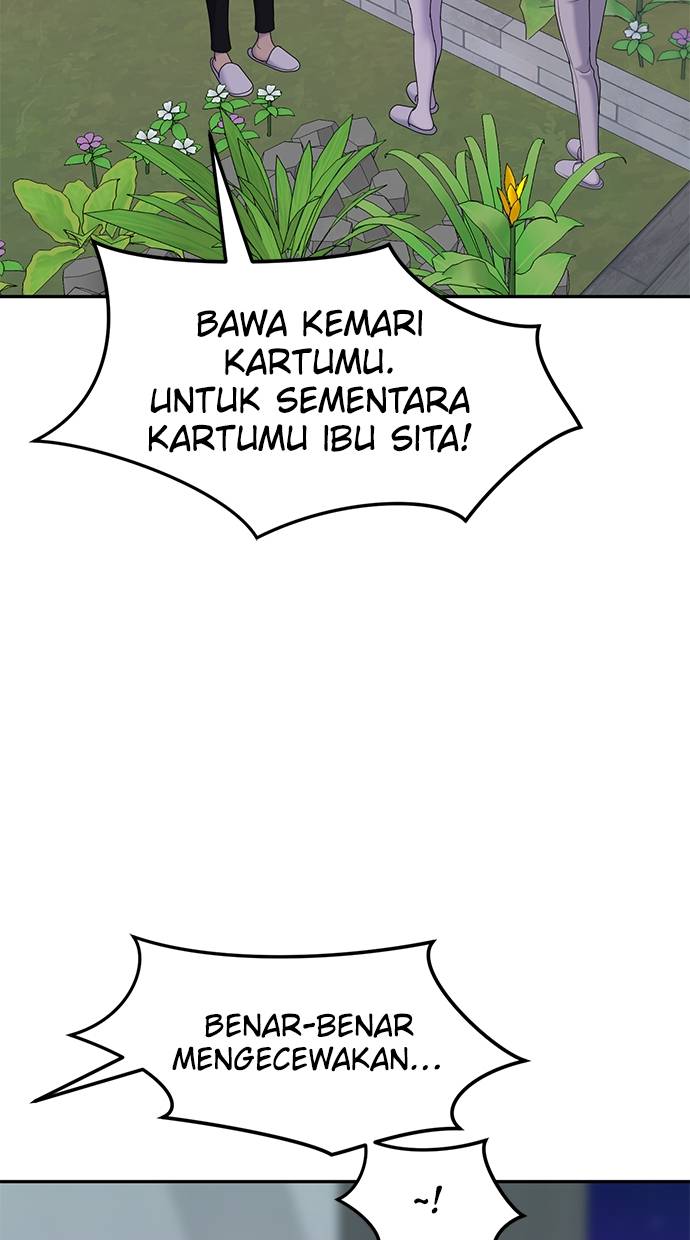 BAWA KEMARI
KARTUMU.
UNTUK SEMENTARA
KARTUMU IBU SITA!
BENAR-BENAR
MENGECEWAKAN...
~!